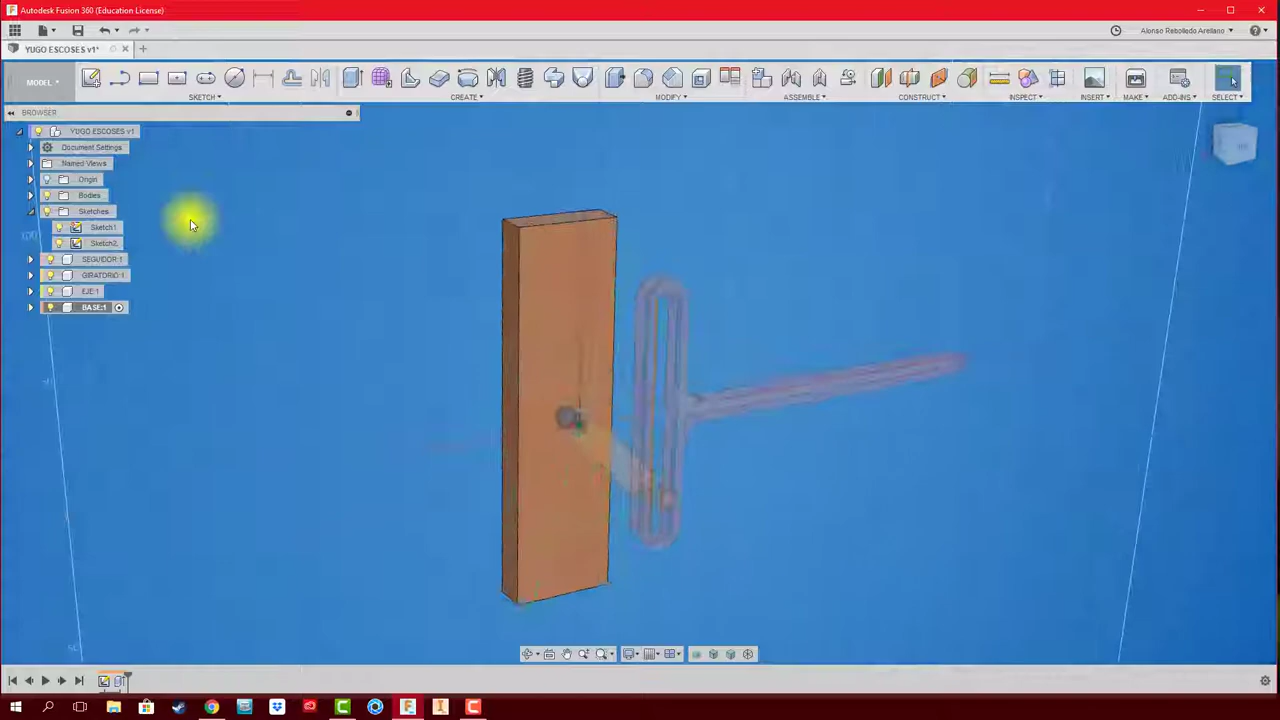 Autodesk Fusion 360 (Education License)
Alonso Rebolledo Arellano
YUGO ESCOSES v1*
MODEL
SKETCH
CREATE
MODIFY
ASSEMBLE
CONSTRUCT
INSPECT
INSERT
MAKE
ADD-INS
SELECT
BROWSER
YUGO ESCOSES v1
Document Settings
Named Views
Origin
Bodies
Sketches
Sketch1
Sketch2
SEGUIDOR:1
GIRATORIO:1
EJE:1
BASE:1